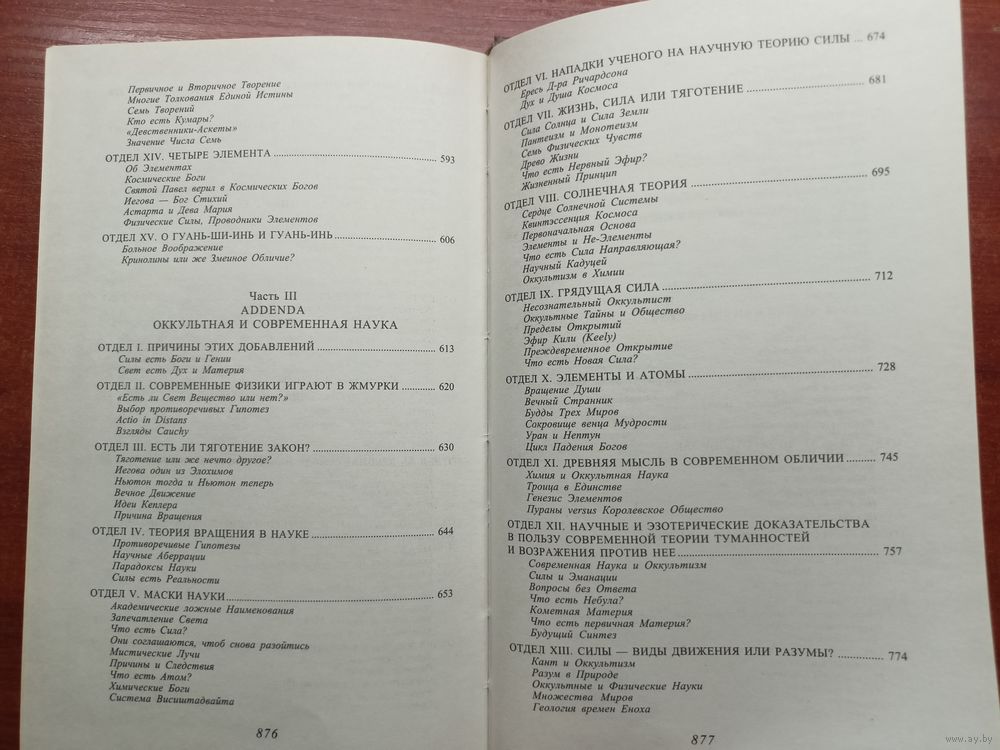 Первичное и Вторичное Творение
Многие Толкования Единой Истины
Семь Творений
Кто есть Кумары?
«Девственники-Аскеты»
Значение Числа Семь
ОТДЕЛ XIV. ЧЕТЫРЕ ЭЛЕМЕНТА 593
Об Элементах
Космические Боги
Святой Павел верил в Космических Богов
Иегова — Бог Стихий
Астарта и Дева Мария
Физические Силы, Проводники Элементов
ОТДЕЛ XV. О ГУАНЬ-ШИ-ИНЬ И ГУАНЬ-ИНЬ 606
Больное Воображение
Кринолины или же Змеиное Обличие?
Часть III
ADDENDA
ОККУЛЬТНАЯ И СОВРЕМЕННАЯ НАУКА
ОТДЕЛ I. ПРИЧИНЫ ЭТИХ ДОБАВЛЕНИЙ 613
Силы есть Боги и Гении
Свет есть Дух и Материя
ОТДЕЛ II. СОВРЕМЕННЫЕ ФИЗИКИ ИГРАЮТ В ЖМУРКИ 620
«Есть ли Свет Вещество или нет?»
Выбор противоречивых Гипотез
Actio in Distans
Взгляды Cauchy
ОТДЕЛ III. ЕСТЬ ЛИ ТЯГОТЕНИЕ ЗАКОН? 630
Тяготение или же нечто другое?
Иегова один из Элохимов
Ньютон тогда и Ньютон теперь
Вечное Движение
Идеи Кеплера
Причина Вращения
ОТДЕЛ IV. ТЕОРИЯ ВРАЩЕНИЯ В НАУКЕ 644
Противоречивые Гипотезы
Научные Аберрации
Парадоксы Науки
Силы есть Реальности
ОТДЕЛ V. МАСКИ НАУКИ 653
Академические ложные Наименования
Запечатление Света
Что есть Сила?
Они соглашаются, чтоб снова разойтись
Мистические Лучи
Причины и Следствия
Что есть Атом?
Химические Боги
Система Висиштадвайта
876
ОТДЕЛ VI. НАПАДКИ УЧЕНОГО НА НАУЧНУЮ ТЕОРИЮ СИЛЫ ... 674
Ересь Д-ра Ричардсона
Дух и Душа Космоса
ОТДЕЛ VII. ЖИЗНЬ, СИЛА ИЛИ ТЯГОТЕНИЕ 681
Сила Солнца и Сила Земли
Пантеизм и Монотеизм
Семь Физических Чувств
Древо Жизни
Что есть Нервный Эфир?
Жизненный Принцип
ОТДЕЛ VIII. СОЛНЕЧНАЯ ТЕОРИЯ 695
Сердце Солнечной Системы
Квинтэссенция Космоса
Первоначальная Основа
Элементы и Не-Элементы
Что есть Сила Направляющая?
Научный Кадуцей
Оккультизм в Химии
ОТДЕЛ IX. ГРЯДУЩАЯ СИЛА 712
Несознательный Оккультист
Оккультные Тайны и Общество
Пределы Открытий
Эфир Кили (Keely)
Преждевременное Открытие
Что есть Новая Сила?
ОТДЕЛ X. ЭЛЕМЕНТЫ И АТОМЫ 728
Вращение Души
Вечный Странник
Будды Трех Миров
Сокровище венца Мудрости
Уран и Нептун
Цикл Падения Богов
ОТДЕЛ XI. ДРЕВНЯЯ МЫСЛЬ В СОВРЕМЕННОМ ОБЛИЧИИ 745
Химия и Оккультная Наука
Троица в Единстве
Генезис Элементов
Пураны versus Королевское Общество
ОТДЕЛ XII. НАУЧНЫЕ И ЭЗОТЕРИЧЕСКИЕ ДОКАЗАТЕЛЬСТВА
В ПОЛЬЗУ СОВРЕМЕННОЙ ТЕОРИИ ТУМАННОСТЕЙ
И ВОЗРАЖЕНИЯ ПРОТИВ НЕЕ 757
Современная Наука и Оккультизм
Силы и Эманации
Вопросы без Ответа
Что есть Небула?
Кометная Материя
Что есть первичная Материя?
Будущий Синтез
ОТДЕЛ XIII. СИЛЫ — ВИДЫ ДВИЖЕНИЯ ИЛИ РАЗУМЫ? 774
Кант и Оккультизм
Разум в Природе
Оккультные и Физические Науки
Множества Миров
Геология времен Еноха
877
www.ay.by